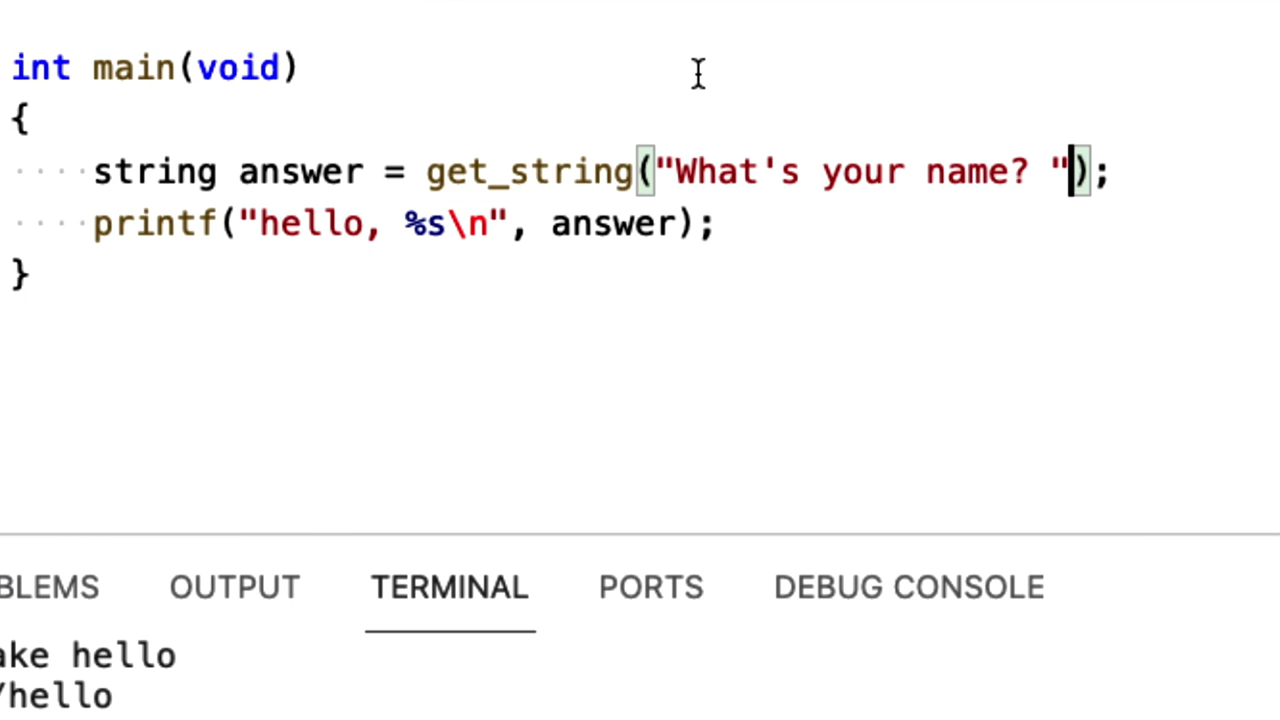 int main(void)
{
    string answer = get_string("What's your name? ");
    printf("hello, %s\n", answer);
}
BLEMS OUTPUT TERMINAL PORTS DEBUG CONSOLE
ake hello
/hello